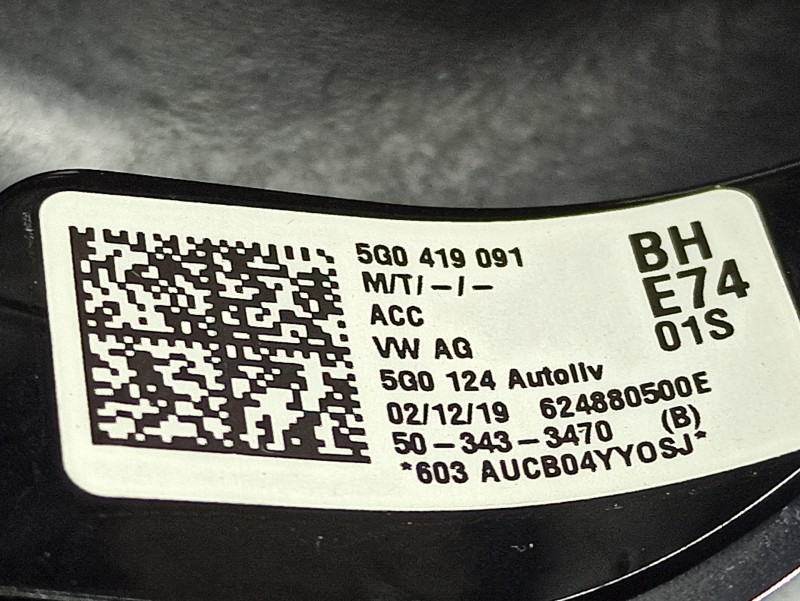 5G0 419 091
M/T/-/-
ACC
VW AG
5G0 124 Autoliv
02/12/19 624880500E
50-343-3470 (B)
*603 AUCB04YYOSJ*
BH
E74
01S